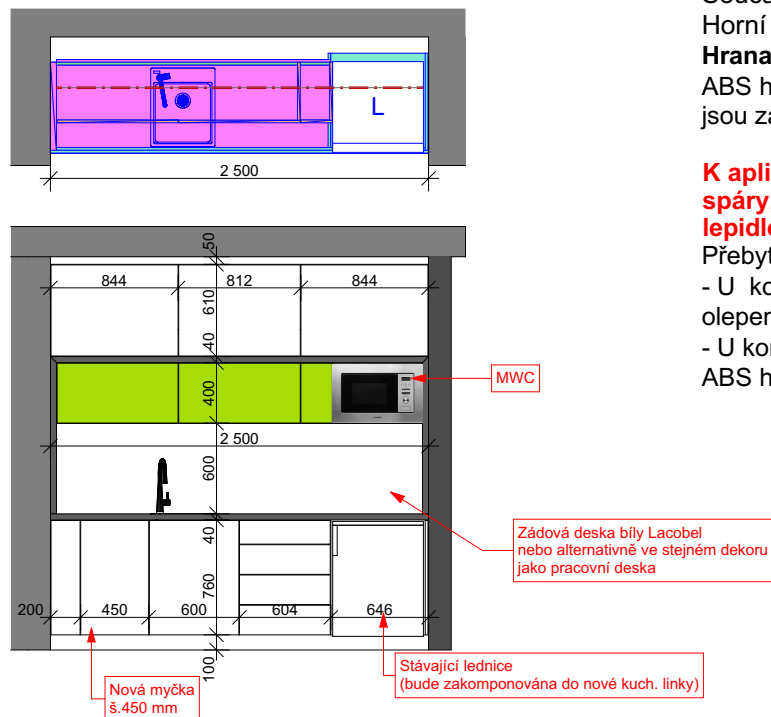 Horní
Hrana
ABS h
jsou za
K apli
spáry
lepidl
Přebyt
- U ko
oleper
- U kor
ABS h
L
2 500
50
844
812
844
610
40
MWC
400
2 500
600
Zádová deska bíly Lacobel
nebo alternativně ve stejném dekoru
jako pracovní deska
40
760
200
450
600
604
646
100
Stávající lednice
(bude zakomponována do nové kuch. linky)
Nová myčka
š.450 mm